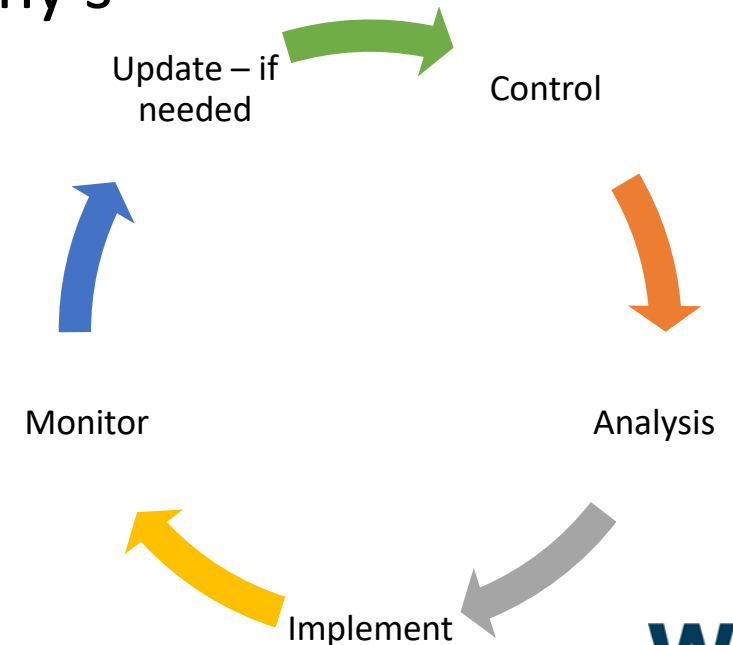 Update – if
needed
Control
Analysis
Implement
Monitor